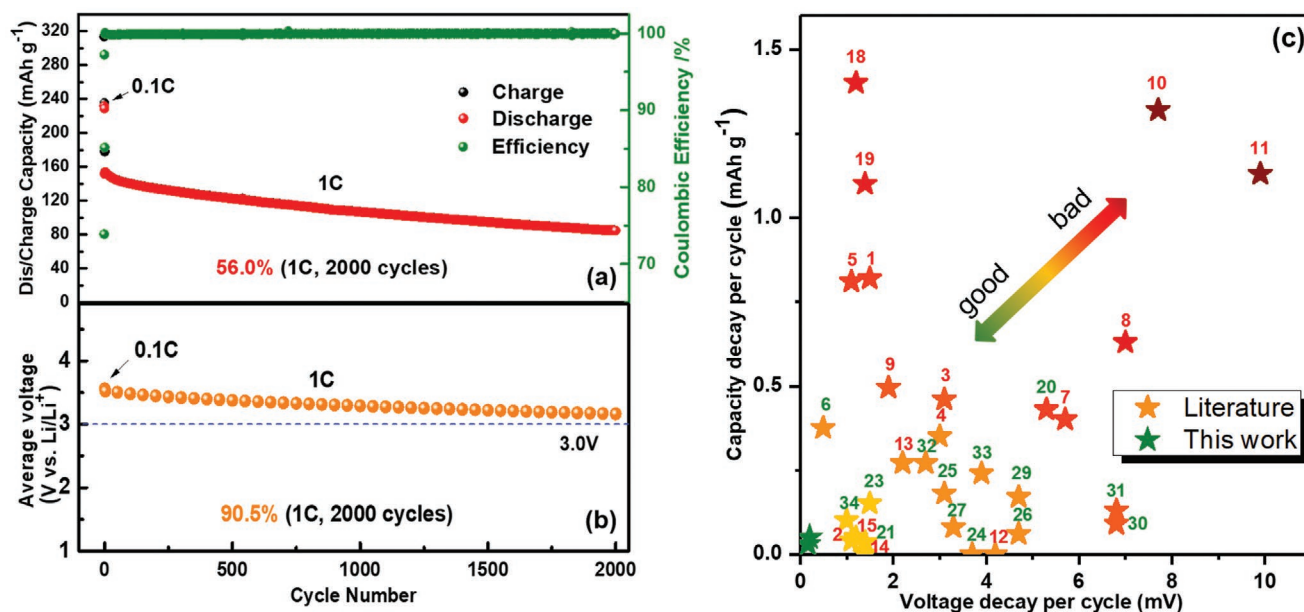 320
280
240
200
160
120
80
40
0
Dis/Charge Capacity (mAh g-1)
0.1C
Charge
Discharge
Efficiency
1C
56.0% (1C, 2000 cycles)
(a)
100
90
80
70
Coulombic Efficiency /%
4
3
2
1
Average voltage
(V vs. Li/Li+)
0.1C
1C
3.0V
90.5% (1C, 2000 cycles)
(b)
0 500 1000 1500 2000
Cycle Number
(c)
1.5
1.0
0.5
0.0
Capacity decay per cycle (mAh g-1)
18
10
19
11
bad
5 1
good
8
9
3
20
7
6
4
13
32
33
25
29
23
34
27
31
30
26
2
15
21
14
24
12
Literature
This work
0 2 4 6 8 10
Voltage decay per cycle (mV)